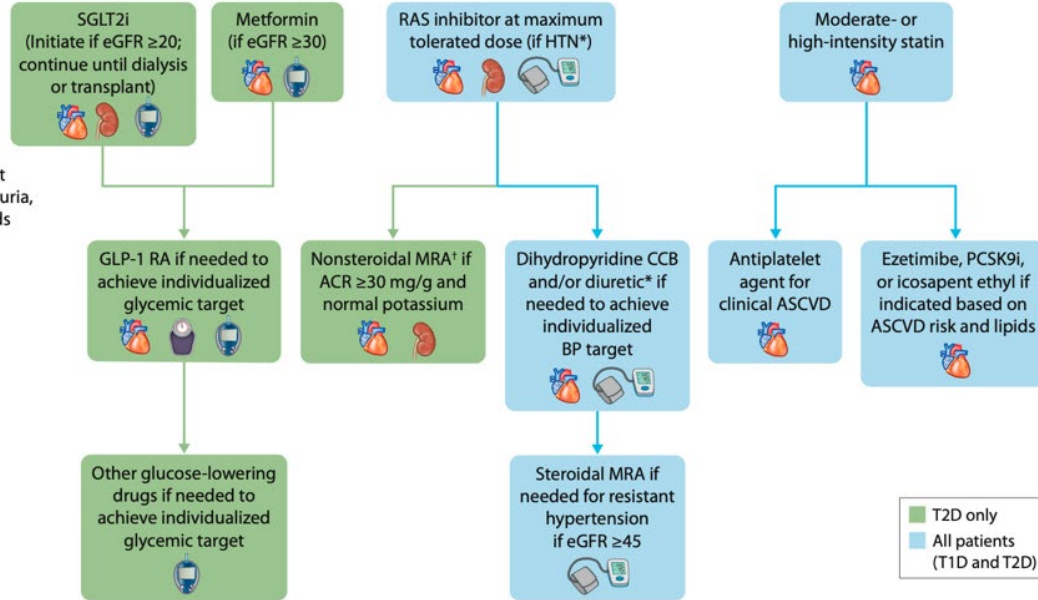 SGLT2i
(Initiate if eGFR ≥20;
continue until dialysis
or transplant)
Metformin
(if eGFR ≥30)
RAS inhibitor at maximum
tolerated dose (if HTN*)
Moderate- or
high-intensity statin
GLP-1 RA if needed to
achieve individualized
glycemic target
Nonsteroidal MRA† if
ACR ≥30 mg/g and
normal potassium
Dihydropyridine CCB
and/or diuretic* if
needed to achieve
individualized
BP target
Antiplatelet
agent for
clinical ASCVD
Ezetimibe, PCSK9i,
or icosapent ethyl if
indicated based on
ASCVD risk and lipids
Other glucose-lowering
drugs if needed to
achieve individualized
glycemic target
Steroidal MRA if
needed for resistant
hypertension
if eGFR ≥45
T2D only
All patients
(T1D and T2D)